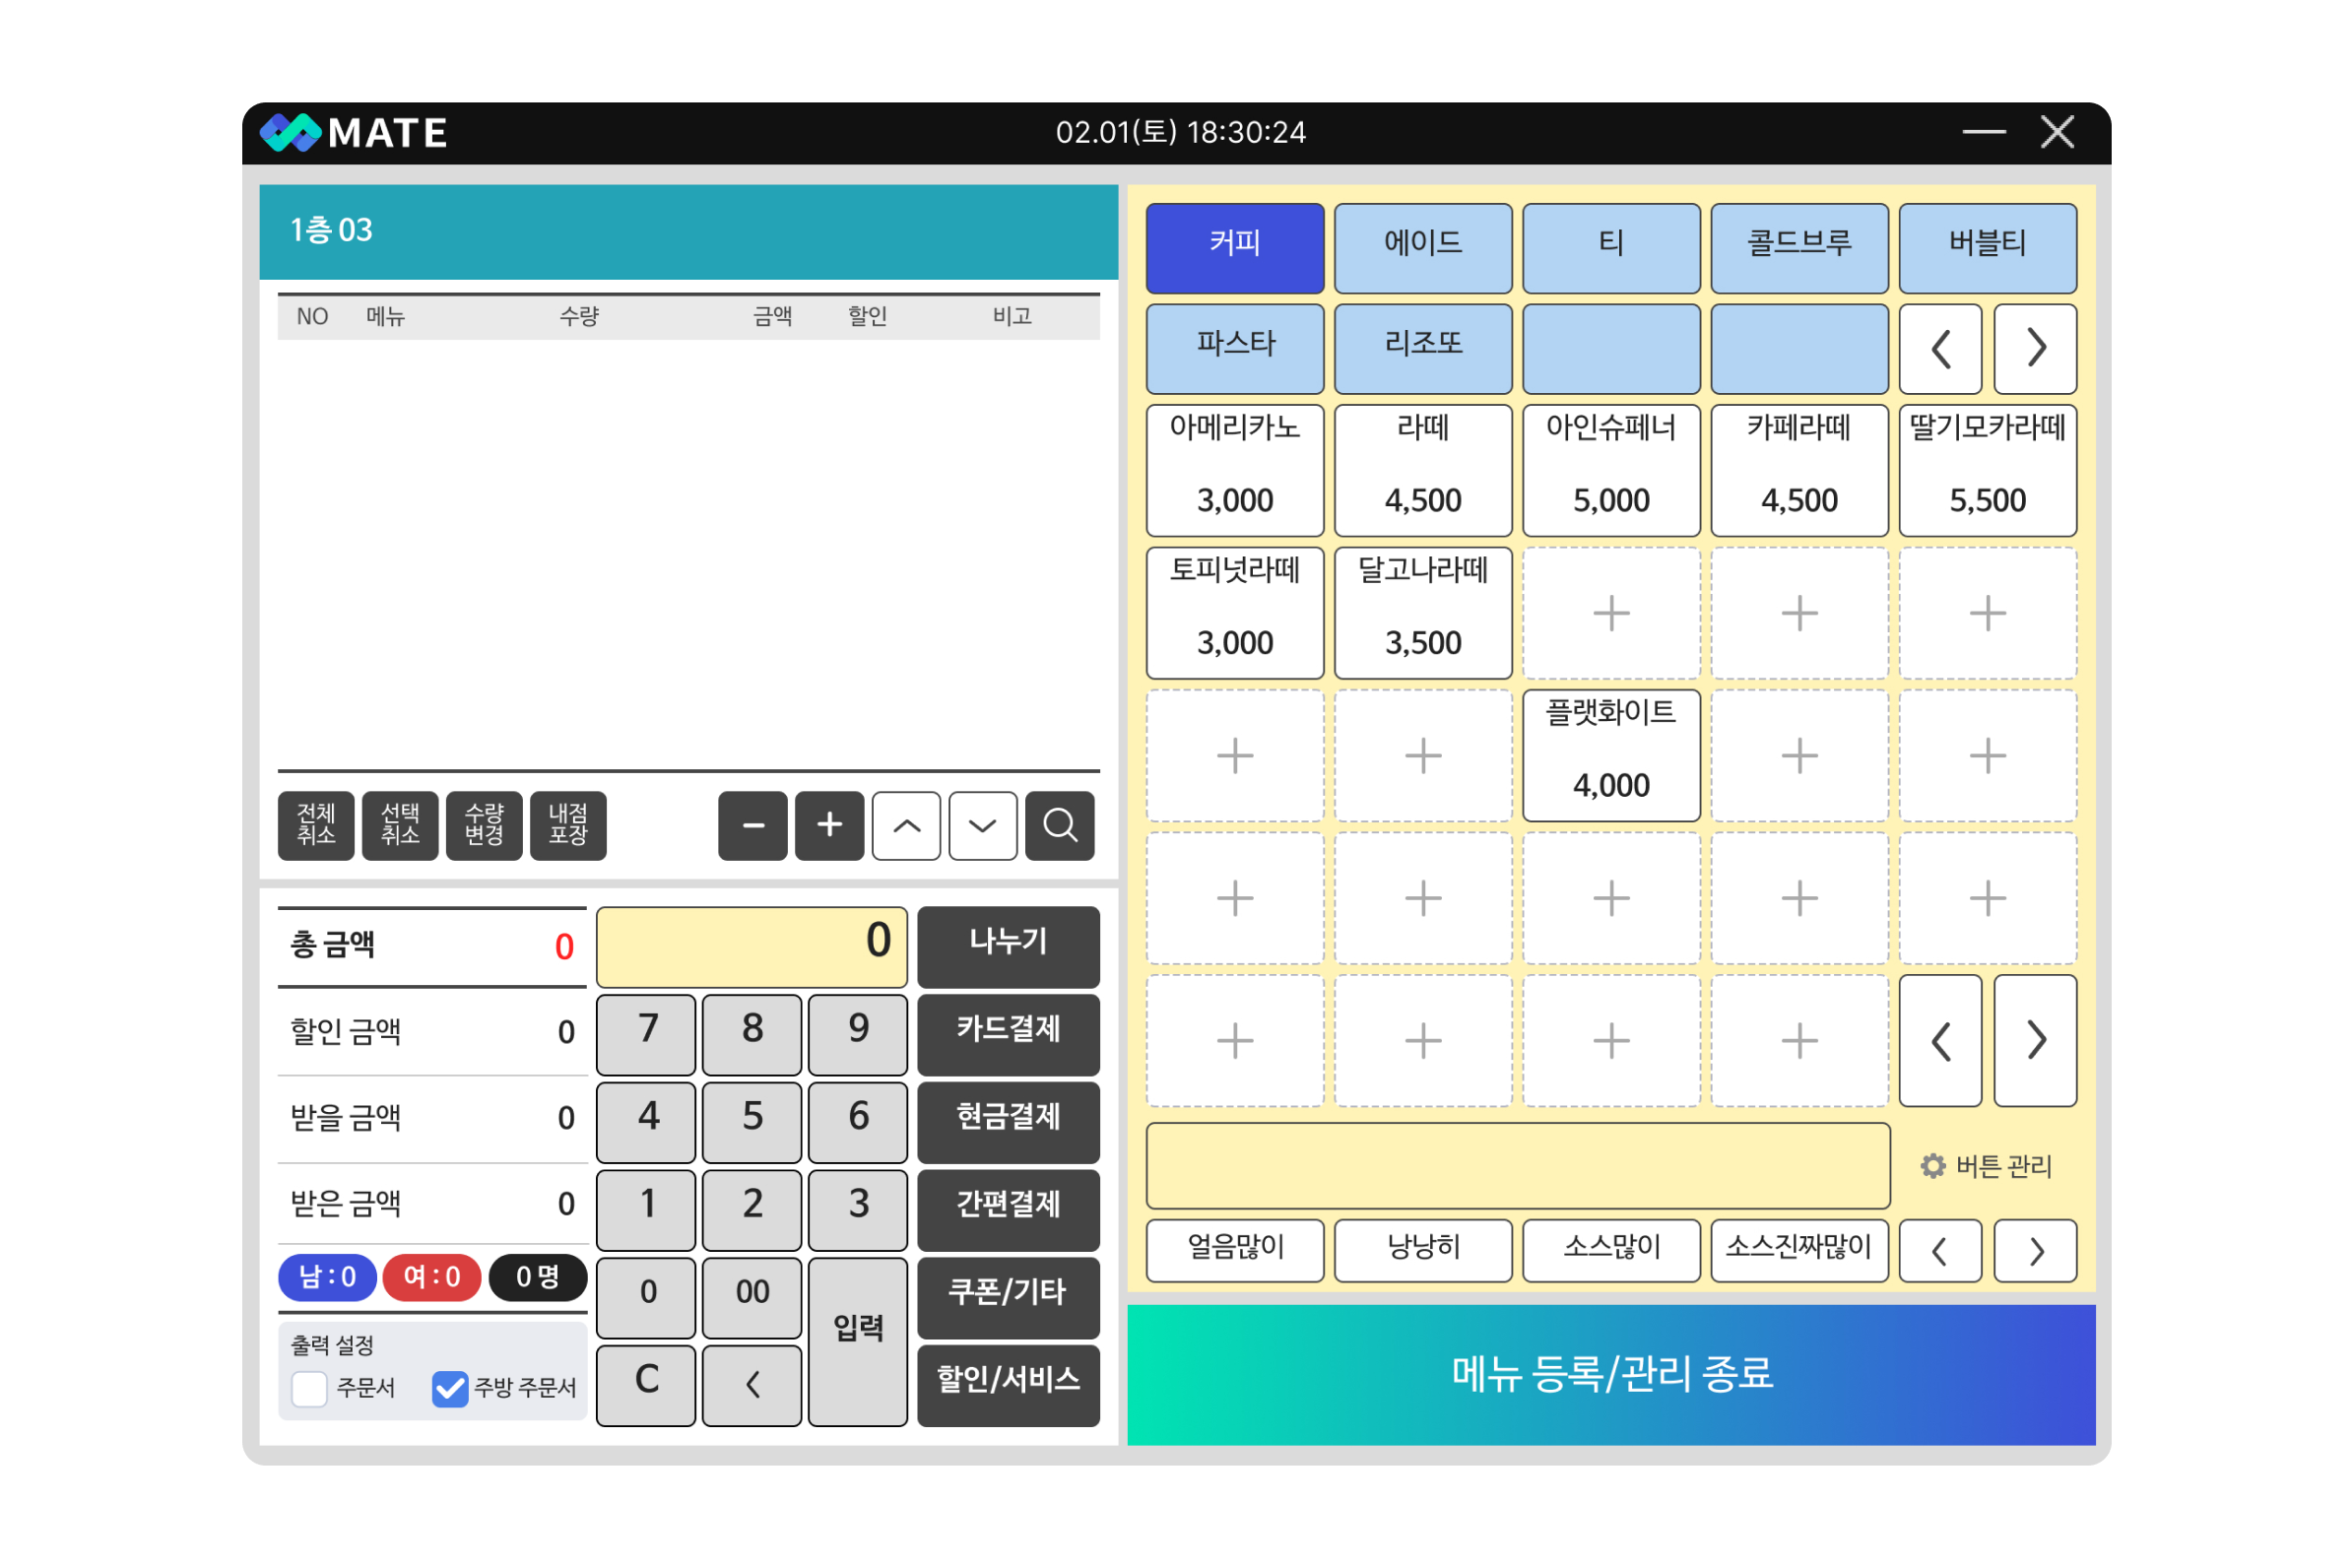 MATE
02.01(토) 18:30:24
1층 03
NO 메뉴 수량 금액 할인 비고
전체
취소
선택
취소
수량
변경
내점
포장
총 금액 0
할인 금액 0
받을 금액 0
받은 금액 0
남 : 0 여 : 0 0 명
출력 설정
주문서 주방 주문서
0
7 8 9
4 5 6
1 2 3
0 00 입력
C
나누기
카드결제
현금결제
간편결제
쿠폰/기타
할인/서비스
커피 에이드 티 콜드브루 버블티
파스타 리조또
아메리카노 라떼 아인슈페너 카페라떼 딸기모카라떼
3,000 4,500 5,000 4,500 5,500
토피넛라떼 달고나라떼
3,000 3,500
플랫화이트
4,000
버튼 관리
얼음많이 낭낭히 소스많이 소스진짜많이
메뉴 등록/관리 종료